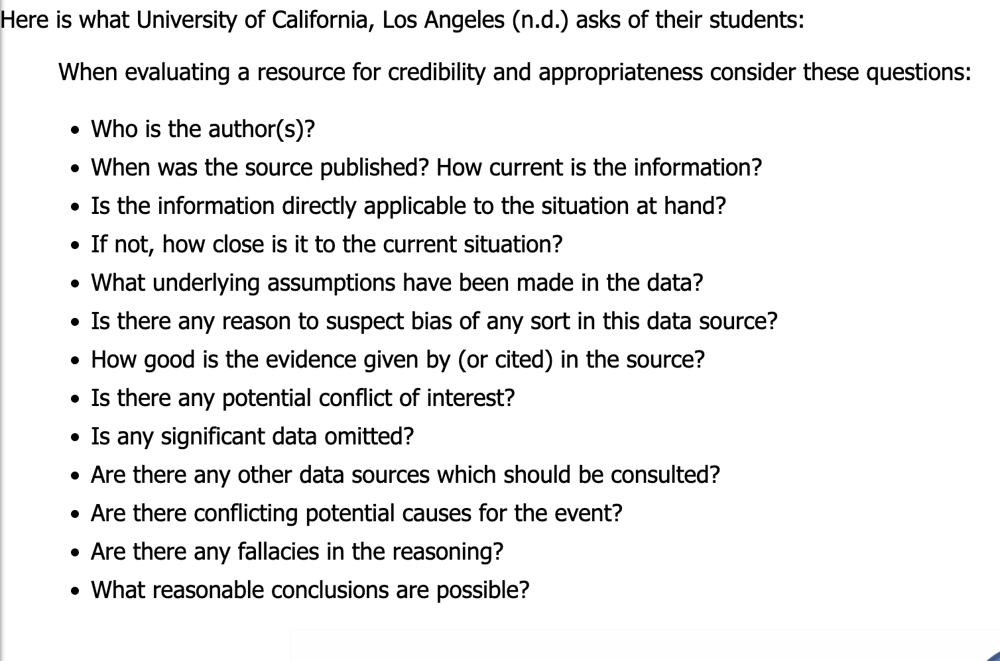 Here is what University of California, Los Angeles (n.d.) asks of their students:
When evaluating a resource for credibility and appropriateness consider these questions:
• Who is the author(s)?
• When was the source published? How current is the information?
• Is the information directly applicable to the situation at hand?
• If not, how close is it to the current situation?
• What underlying assumptions have been made in the data?
• Is there any reason to suspect bias of any sort in this data source?
• How good is the evidence given by (or cited) in the source?
• Is there any potential conflict of interest?
• Is any significant data omitted?
• Are there any other data sources which should be consulted?
• Are there conflicting potential causes for the event?
• Are there any fallacies in the reasoning?
• What reasonable conclusions are possible?